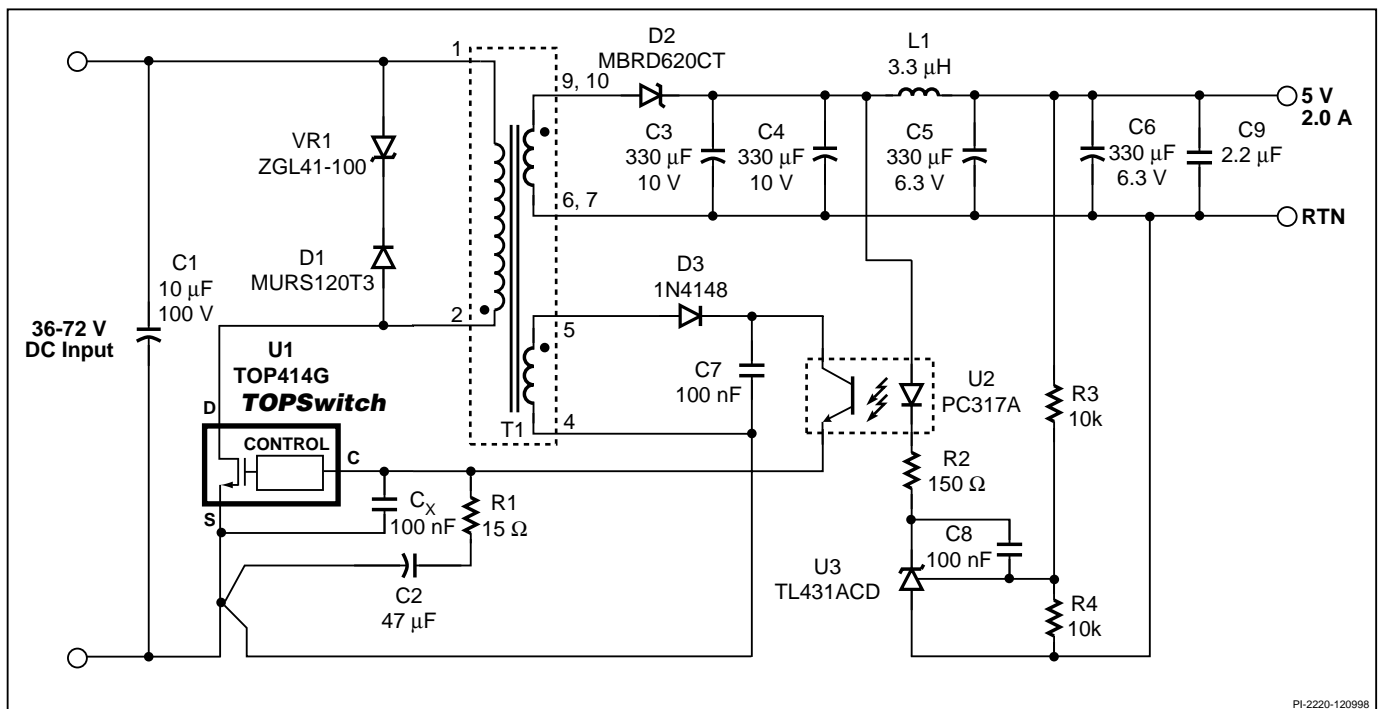 D2
MBRD620CT
L1
3.3 µH
1
9, 10
5 V
2.0 A
VR1
ZGL41-100
C3
330 µF
10 V
C4
330 µF
10 V
C5
330 µF
6.3 V
C6
330 µF
6.3 V
C9
2.2 µF
6, 7
RTN
D1
MURS120T3
C1
10 µF
100 V
D3
1N4148
2
5
36-72 V
DC Input
U1
TOP414G
TOPSwitch
C7
100 nF
U2
PC317A
R3
10k
D
T1
4
CONTROL
C
R2
150 Ω
S
CX
100 nF
R1
15 Ω
C8
100 nF
U3
TL431ACD
C2
47 µF
R4
10k
PI-2220-120998